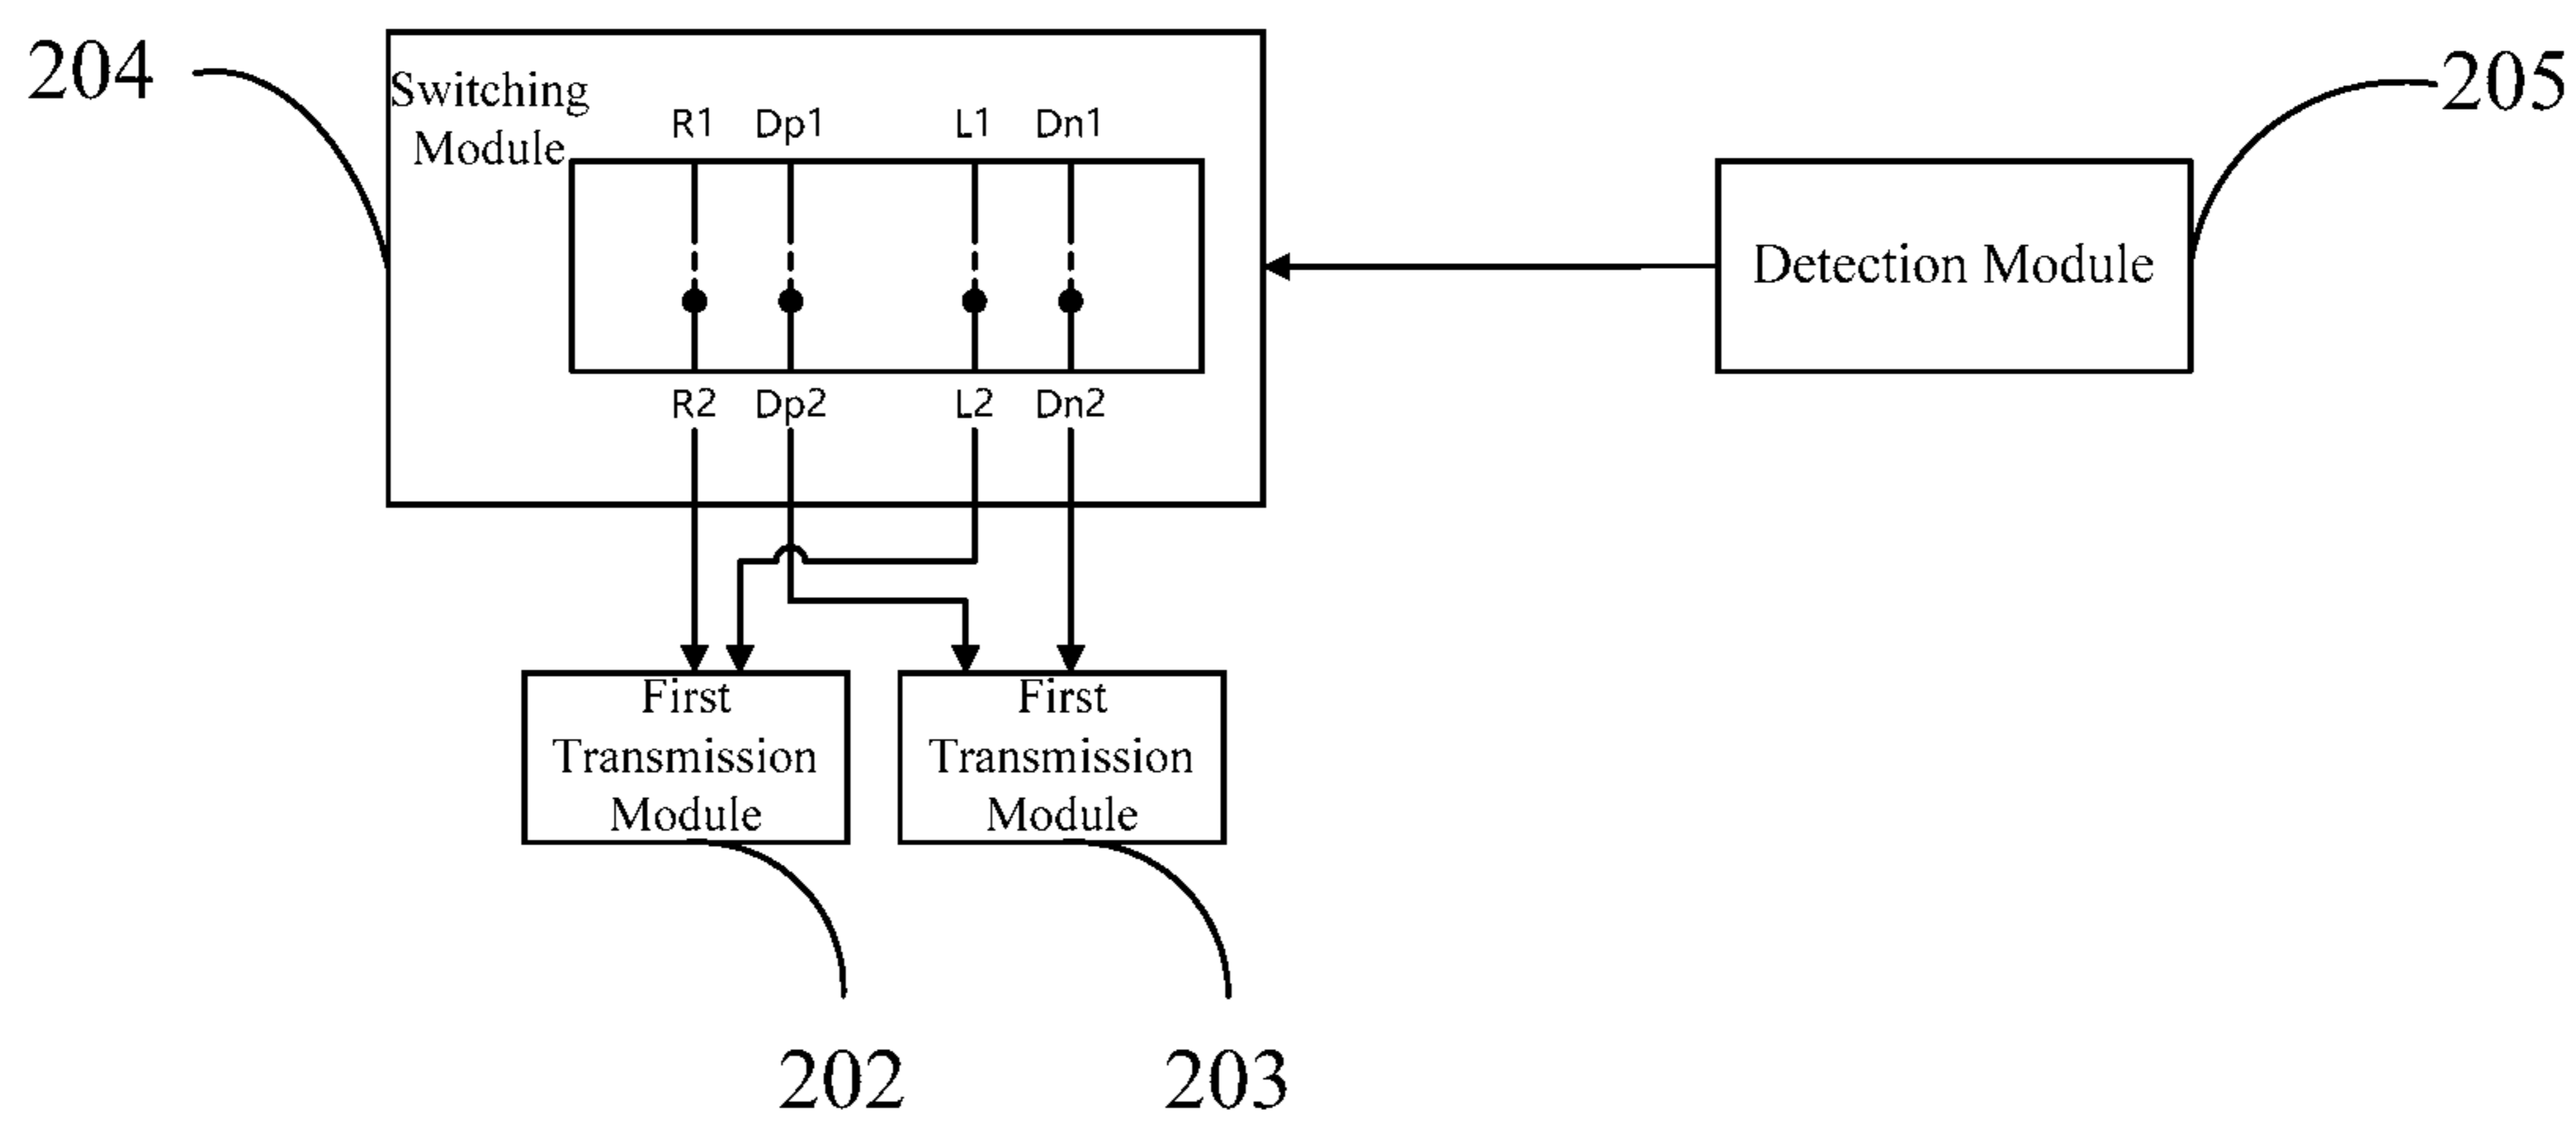 204
205
Switching
Module
R1 Dp1 L1 Dn1
Detection Module
R2 Dp2 L2 Dn2
First
Transmission
Module
First
Transmission
Module
202
203